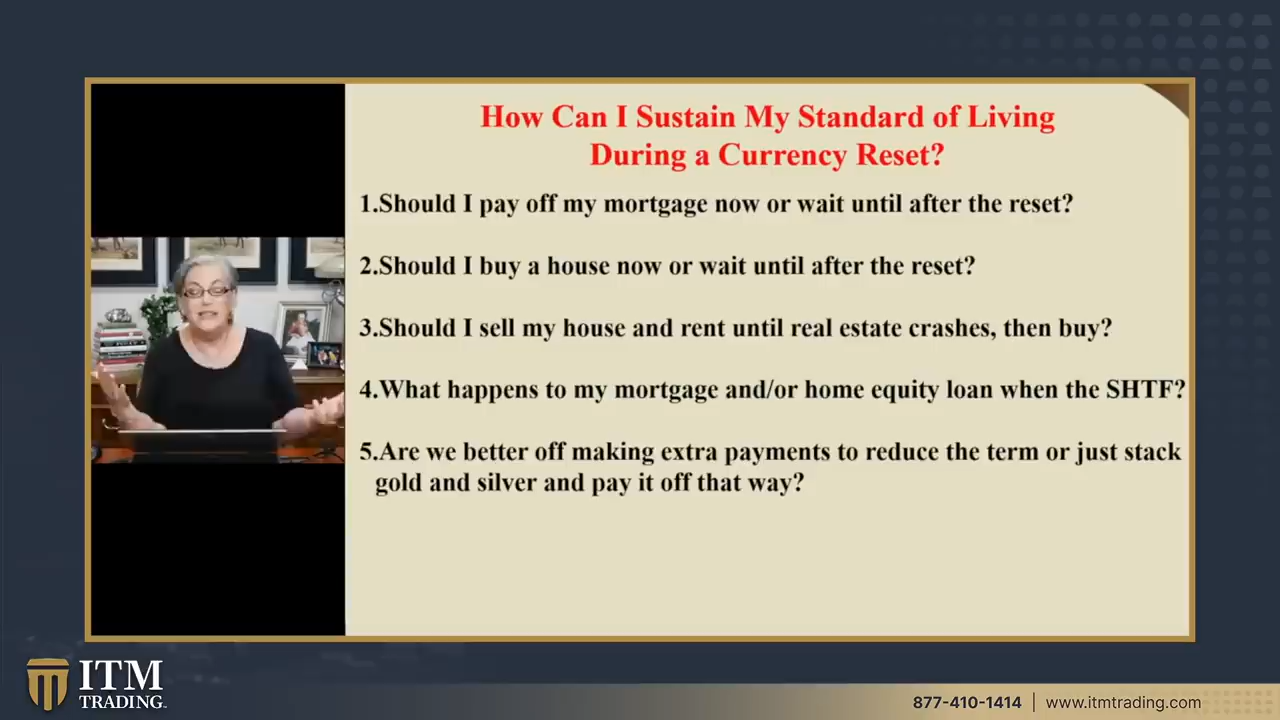 How Can I Sustain My Standard of Living
During a Currency Reset?
1.Should I pay off my mortgage now or wait until after the reset?
2.Should I buy a house now or wait until after the reset?
3.Should I sell my house and rent until real estate crashes, then buy?
4.What happens to my mortgage and/or home equity loan when the SHTF?
5.Are we better off making extra payments to reduce the term or just stack
gold and silver and pay it off that way?
ITM
TRADING
877-410-1414 | www.itmtrading.com